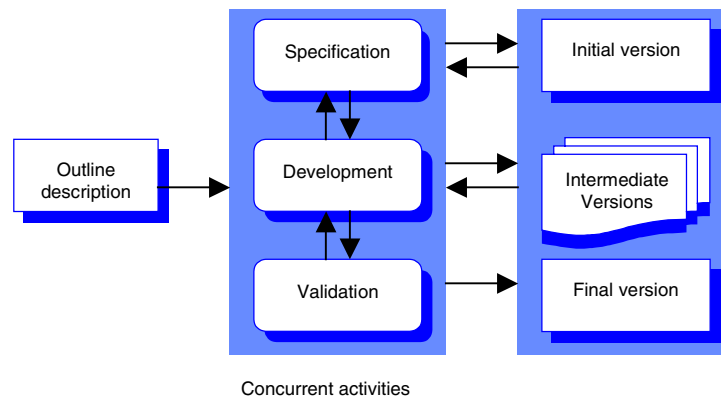 Specification
Initial version
Outline
description
Development
Intermediate
Versions
Validation
Final version
Concurrent activities